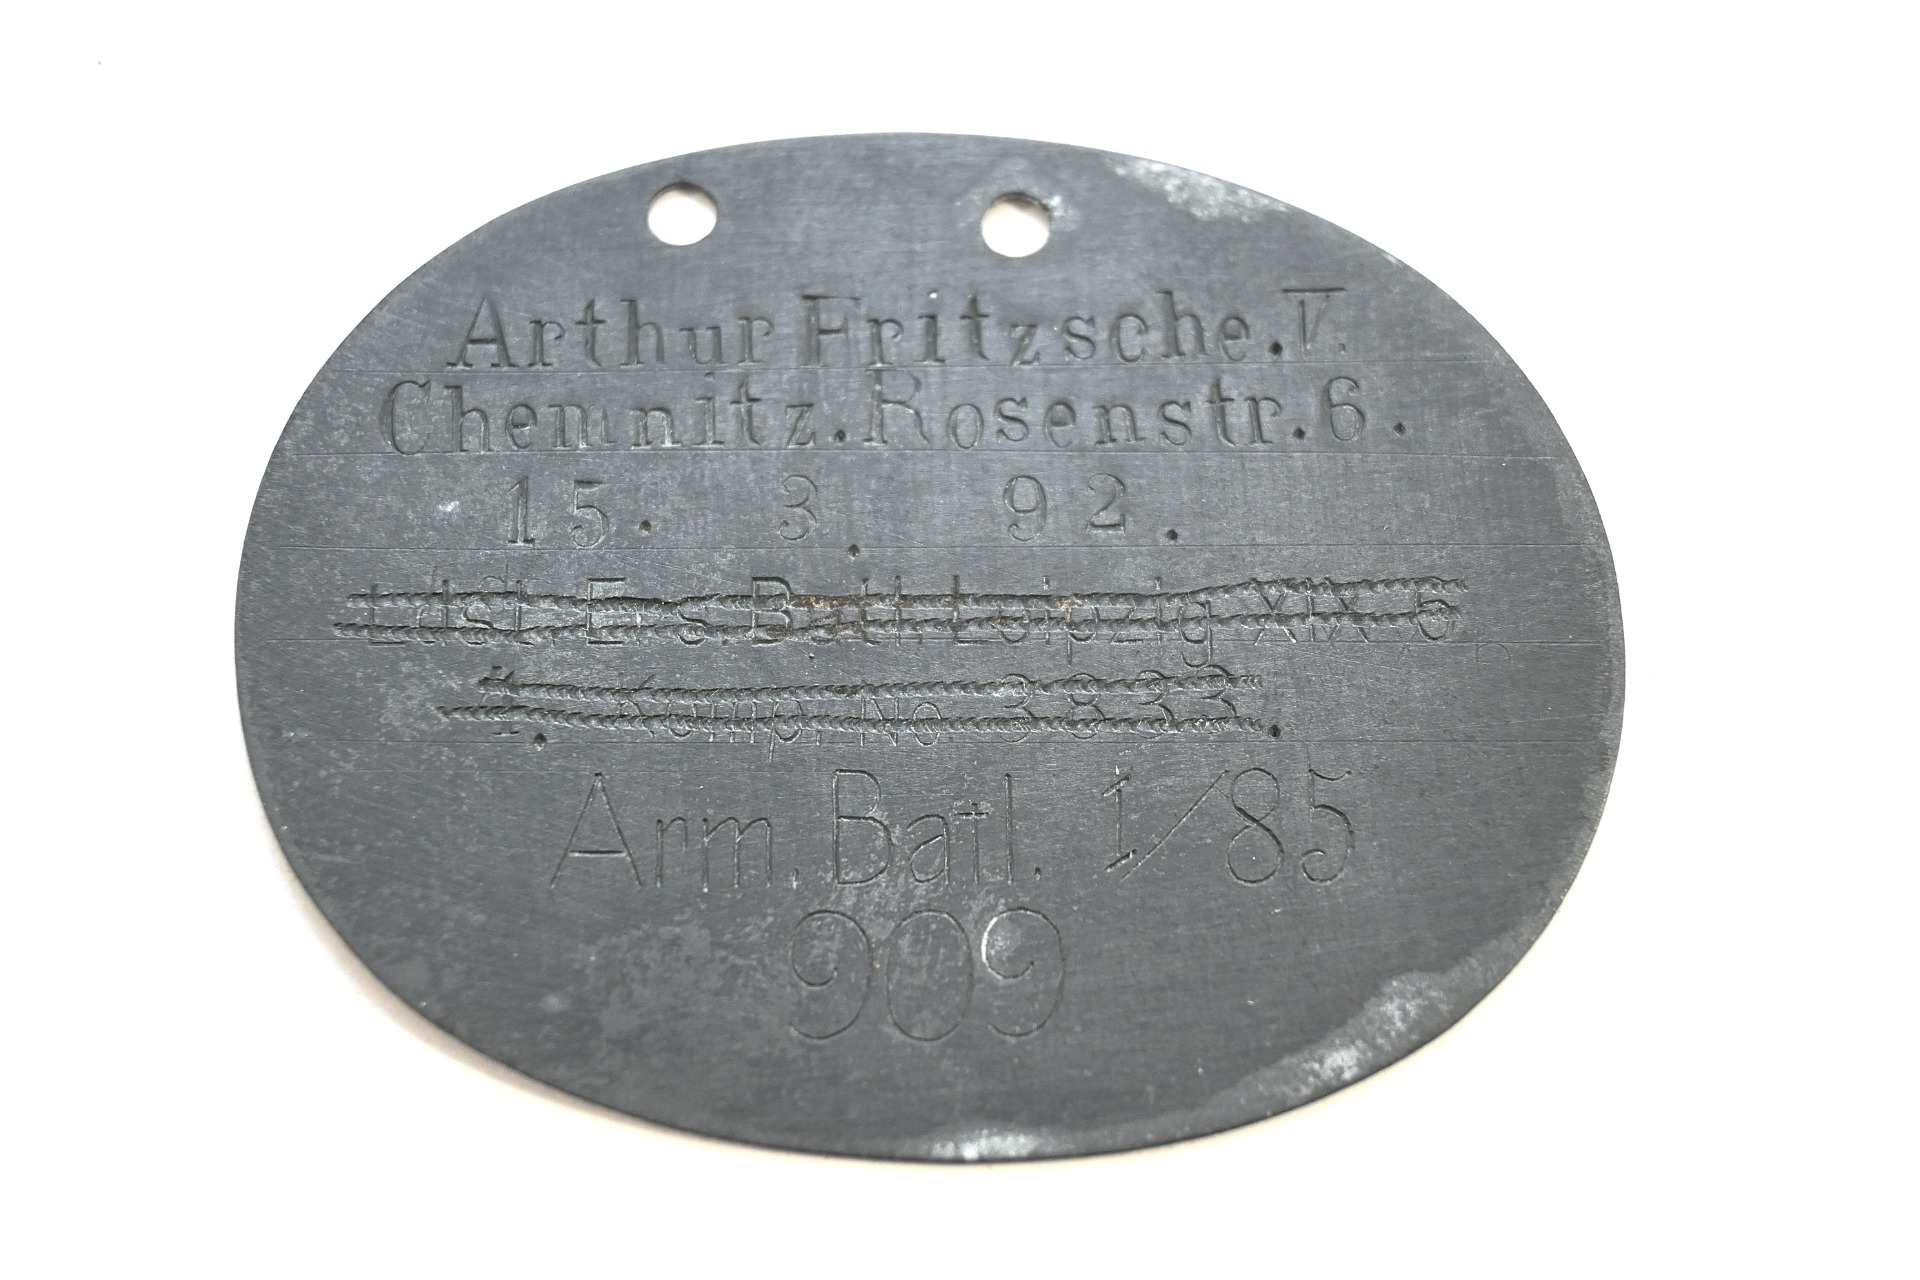 Arthur Fritzsche. V.
Chemnitz. Rosenstr. 6.
15. 3. 92.
Ldst. Ers. Batl. Leipzig XIX 6
1. Komp. No 3833.
Arm. Batl. 1/85
909